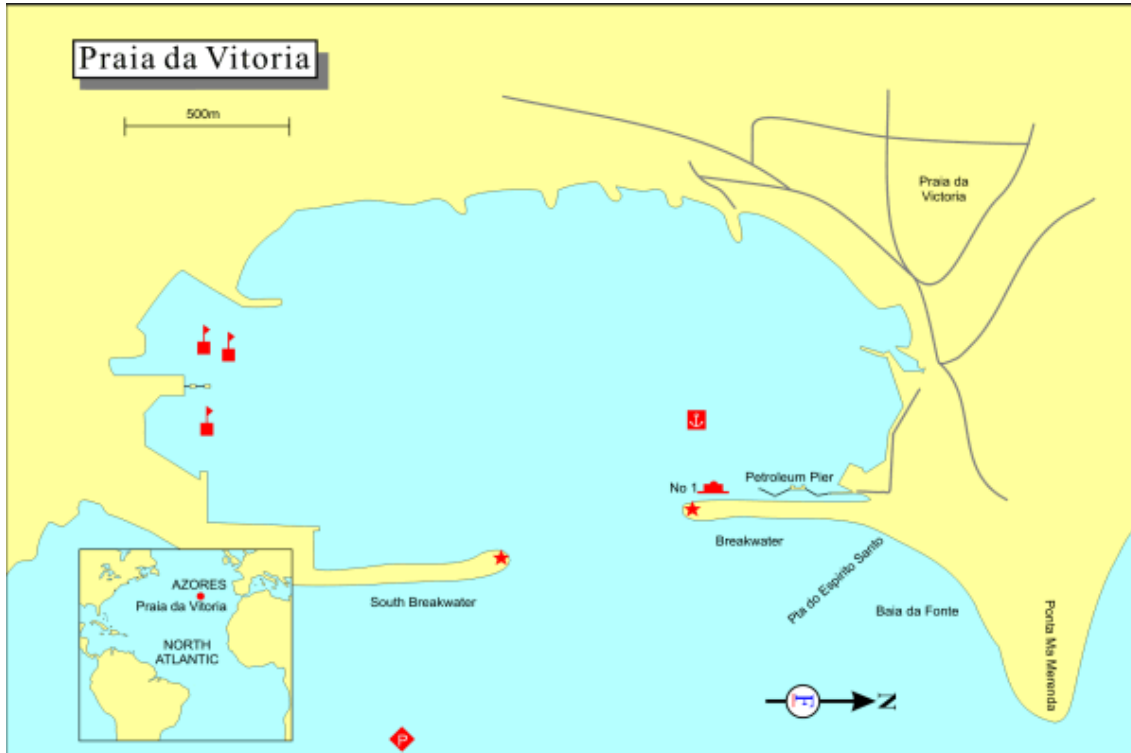 Praia da Vitoria
500m
Praia da
Victoria
No 1
Petroleum Pier
Breakwater
South Breakwater
Pta do Espirito Santo
Baia da Fonte
Ponta Ma Merenda
AZORES
Praia da Vitoria
NORTH
ATLANTIC
N
P